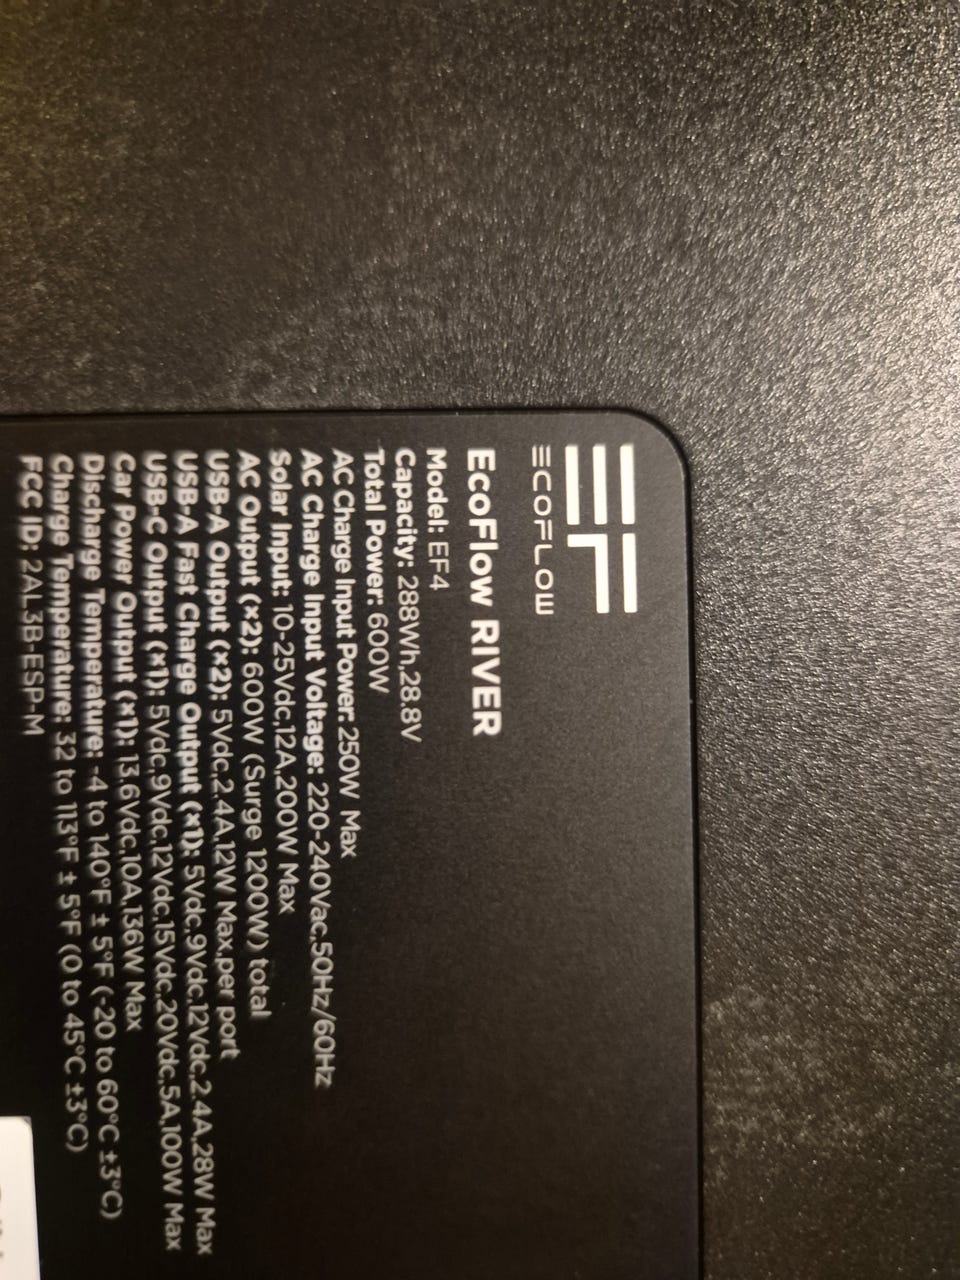 ECOFLOW
EcoFlow RIVER
Model: EF4
Capacity: 288Wh,28.8V
Total Power: 600W
AC Charge Input Power: 250W Max
AC Charge Input Voltage: 220-240Vac,50Hz/60Hz
Solar Input: 10-25Vdc,12A,200W Max
AC Output (×2): 600W (Surge 1200W) total
USB-A Output (×2): 5Vdc,2.4A,12W Max,per port
USB-A Fast Charge Output (×1): 5Vdc,9Vdc,12Vdc,2.4A,28W Max
USB-C Output (×1): 5Vdc,9Vdc,12Vdc,15Vdc,20Vdc,5A,100W Max
Car Power Output (×1): 13.6Vdc,10A,136W Max
Discharge Temperature: -4 to 140°F ± 5°F (-20 to 60°C ±3°C)
Charge Temperature: 32 to 113°F ± 5°F (0 to 45°C ±3°C)
FCC ID: 2AL3B-ESP-M